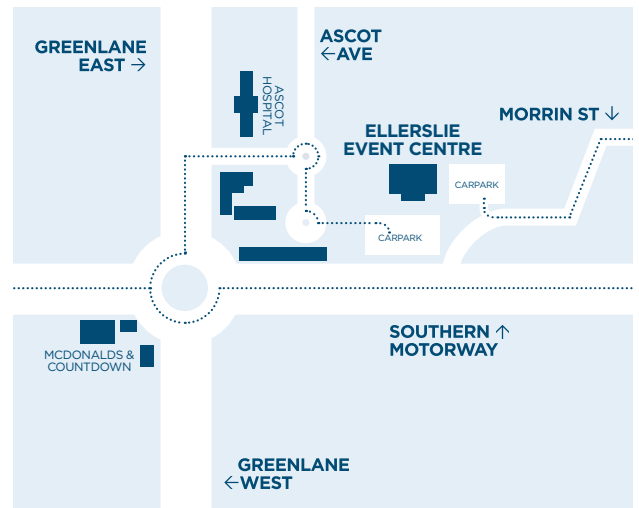 GREENLANE
EAST →
ASCOT
←AVE
ASCOT
HOSPITAL
MORRIN ST ↓
ELLERSLIE
EVENT CENTRE
CARPARK
CARPARK
SOUTHERN ↑
MOTORWAY
MCDONALDS &
COUNTDOWN
GREENLANE
←WEST